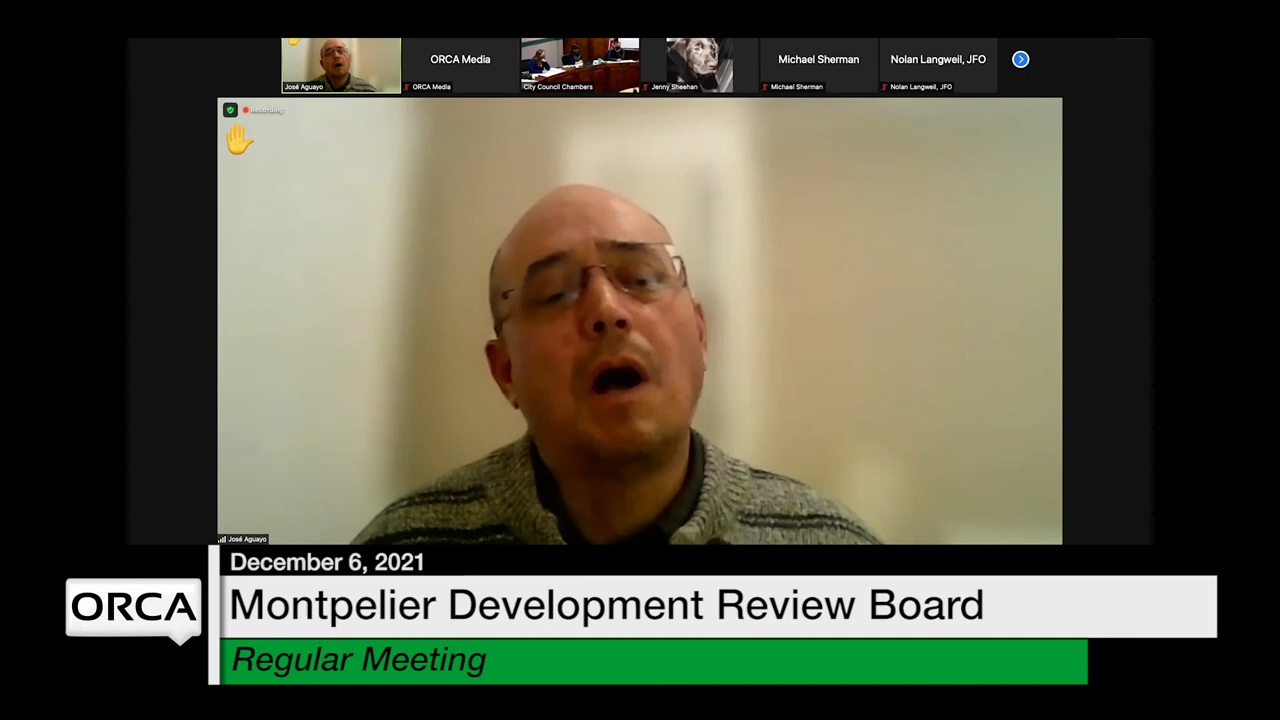 ORCA Media
Michael Sherman
Nolan Langweil, JFO
José Aguayo
ORCA Media
City Council Chambers
Jenny Sheehan
Michael Sherman
Nolan Langweil, JFO
Recording
José Aguayo
December 6, 2021
ORCA
Montpelier Development Review Board
Regular Meeting